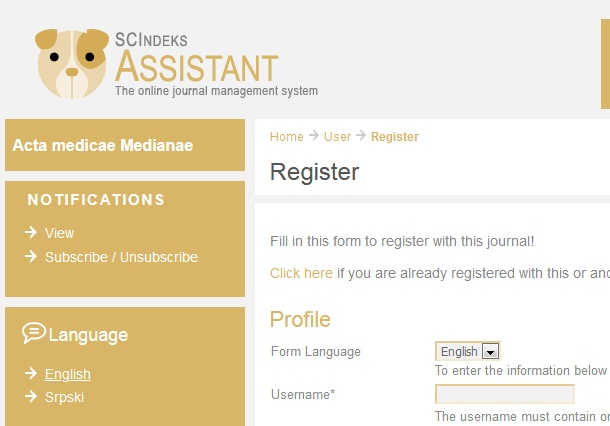 SCIndeks
Assistant
The online journal management system
Acta medicae Medianae
NOTIFICATIONS
View
Subscribe / Unsubscribe
Language
English
Srpski
Home User Register
Register
Fill in this form to register with this journal!
Click here if you are already registered with this or
Profile
Form Language English
To enter the information below
Username*
The username must contain